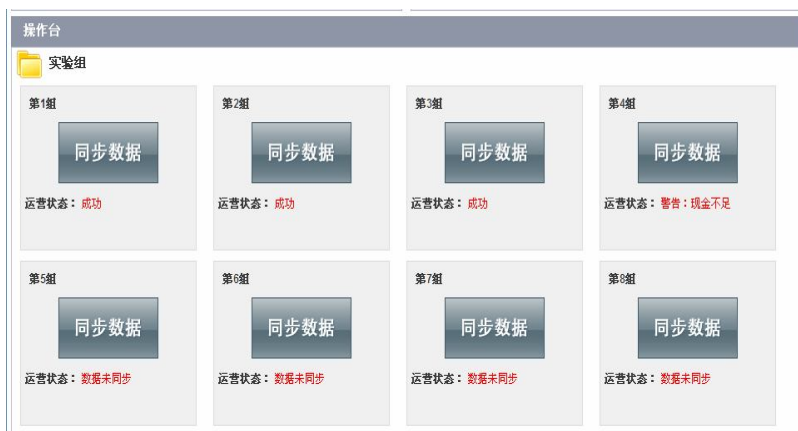 操作台
实验组
第1组
第2组
第3组
第4组
同步数据
同步数据
同步数据
同步数据
运营状态：成功
运营状态：成功
运营状态：成功
运营状态：警告：现金不足
第5组
第6组
第7组
第8组
同步数据
同步数据
同步数据
同步数据
运营状态：数据未同步
运营状态：数据未同步
运营状态：数据未同步
运营状态：数据未同步